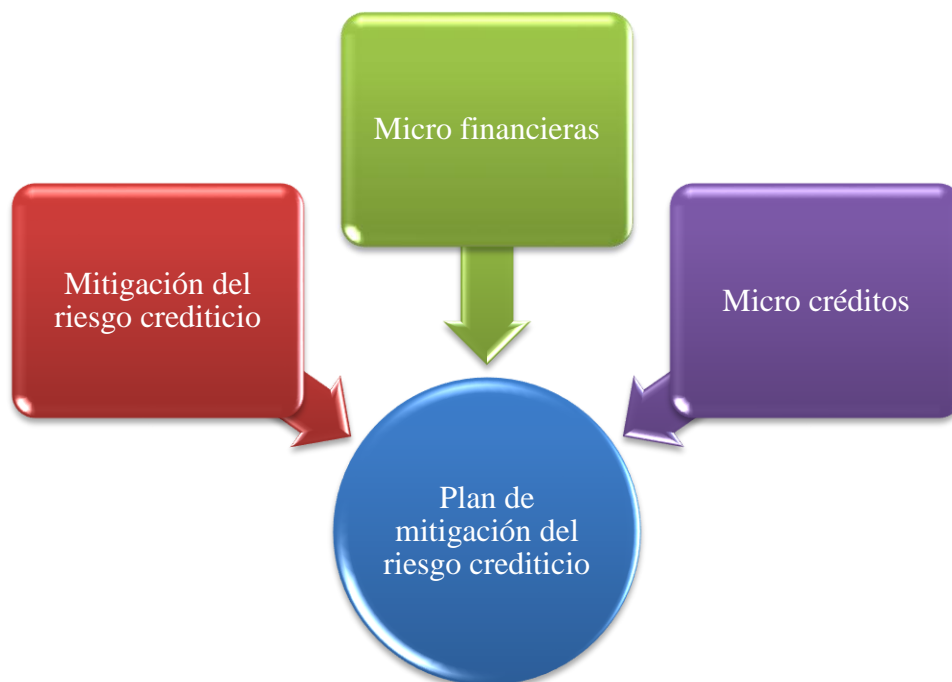 Micro financieras
Mitigación del
riesgo crediticio
Micro créditos
Plan de
mitigación del
riesgo crediticio